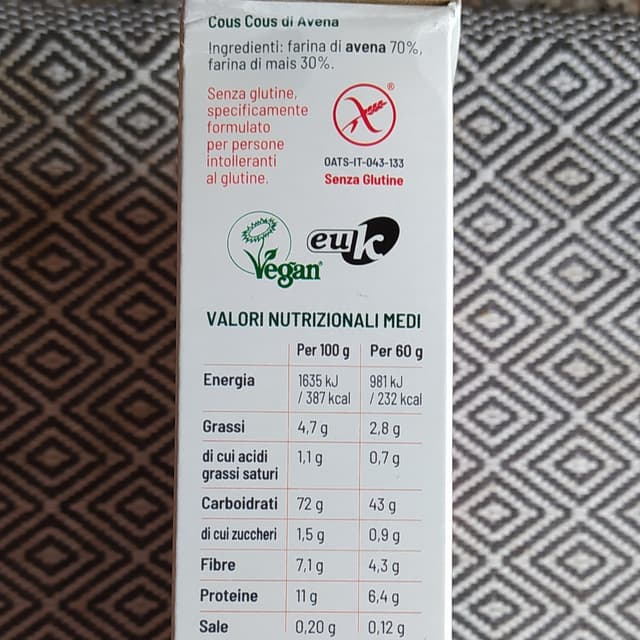 Cous Cous di Avena
Ingredienti: farina di avena 70%,
farina di mais 30%.
Senza glutine,
specificamente
formulato
per persone
intolleranti
al glutine.
®
OATS-IT-043-133
Senza Glutine
Vegan
euk
VALORI NUTRIZIONALI MEDI
Per 100 g Per 60 g
Energia 1635 kJ 981 kJ
/ 387 kcal / 232 kcal
Grassi 4,7 g 2,8 g
di cui acidi 1,1 g 0,7 g
grassi saturi
Carboidrati 72 g 43 g
di cui zuccheri 1,5 g 0,9 g
Fibre 7,1 g 4,3 g
Proteine 11 g 6,4 g
Sale 0,20 g 0,12 g